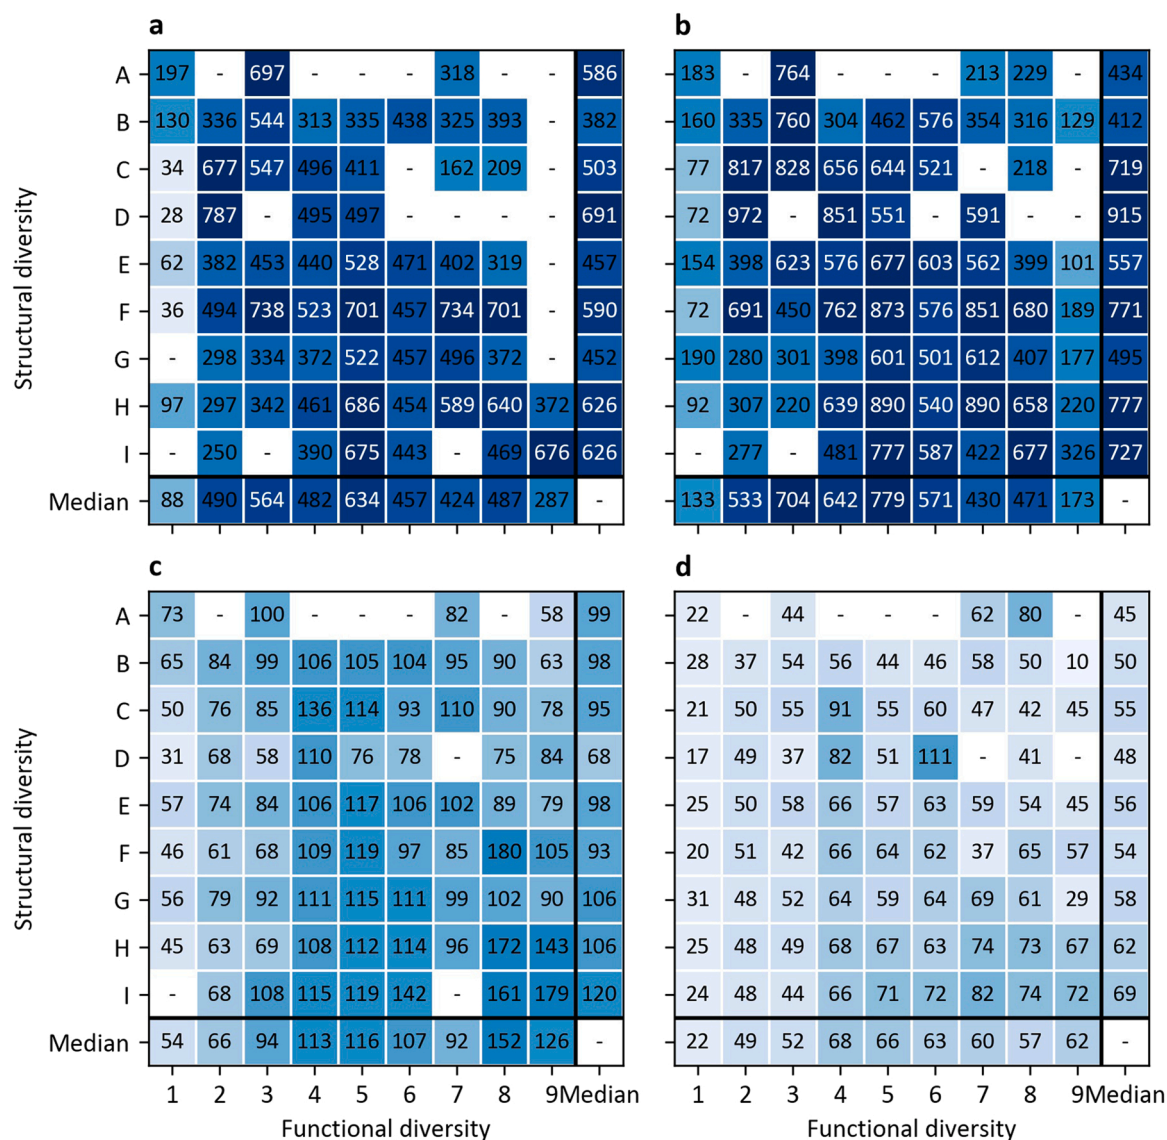 a
A 197 - 697 - - - 318 - - 586
B 130 336 544 313 335 438 325 393 - 382
C 34 677 547 496 411 - 162 209 - 503
D 28 787 - 495 497 - - - - 691
E 62 382 453 440 528 471 402 319 - 457
F 36 494 738 523 701 457 734 701 - 590
G - 298 334 372 522 457 496 372 - 452
H 97 297 342 461 686 454 589 640 372 626
I - 250 - 390 675 443 - 469 676 626
Median 88 490 564 482 634 457 424 487 287 -
Structural diversity
b
183 - 764 - - - 213 229 - 434
160 335 760 304 462 576 354 316 129 412
77 817 828 656 644 521 - 218 - 719
72 972 - 851 551 - 591 - - 915
154 398 623 576 677 603 562 399 101 557
72 691 450 762 873 576 851 680 189 771
190 280 301 398 601 501 612 407 177 495
92 307 220 639 890 540 890 658 220 777
- 277 - 481 777 587 422 677 326 727
133 533 704 642 779 571 430 471 173 -
c
A 73 - 100 - - - 82 - 58 99
B 65 84 99 106 105 104 95 90 63 98
C 50 76 85 136 114 93 110 90 78 95
D 31 68 58 110 76 78 - 75 84 68
E 57 74 84 106 117 106 102 89 79 98
F 46 61 68 109 119 97 85 180 105 93
G 56 79 92 111 115 111 99 102 90 106
H 45 63 69 108 112 114 96 172 143 106
I - 68 108 115 119 142 - 161 179 120
Median 54 66 94 113 116 107 92 152 126 -
1 2 3 4 5 6 7 8 9 Median
Structural diversity
Functional diversity
d
22 - 44 - - - 62 80 - 45
28 37 54 56 44 46 58 50 10 50
21 50 55 91 55 60 47 42 45 55
17 49 37 82 51 111 - 41 - 48
25 50 58 66 57 63 59 54 45 56
20 51 42 66 64 62 37 65 57 54
31 48 52 64 59 64 69 61 29 58
25 48 49 68 67 63 74 73 67 62
24 48 44 66 71 72 82 74 72 69
22 49 52 68 66 63 60 57 62 -
1 2 3 4 5 6 7 8 9 Median
Functional diversity